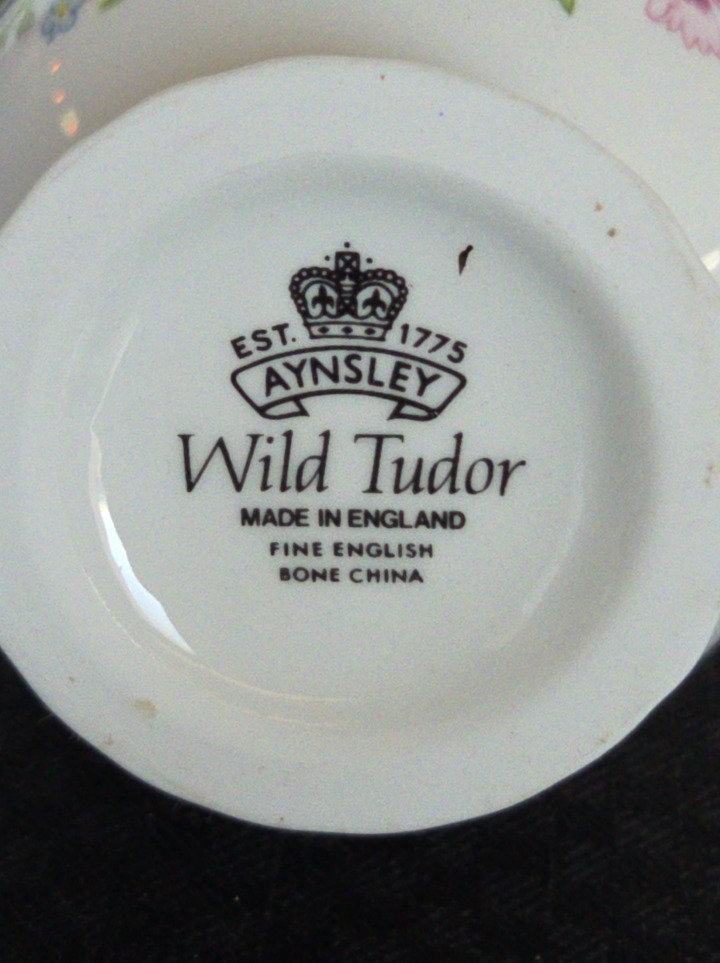 EST. 1775
AYNSLEY
Wild Tudor
MADE IN ENGLAND
FINE ENGLISH
BONE CHINA